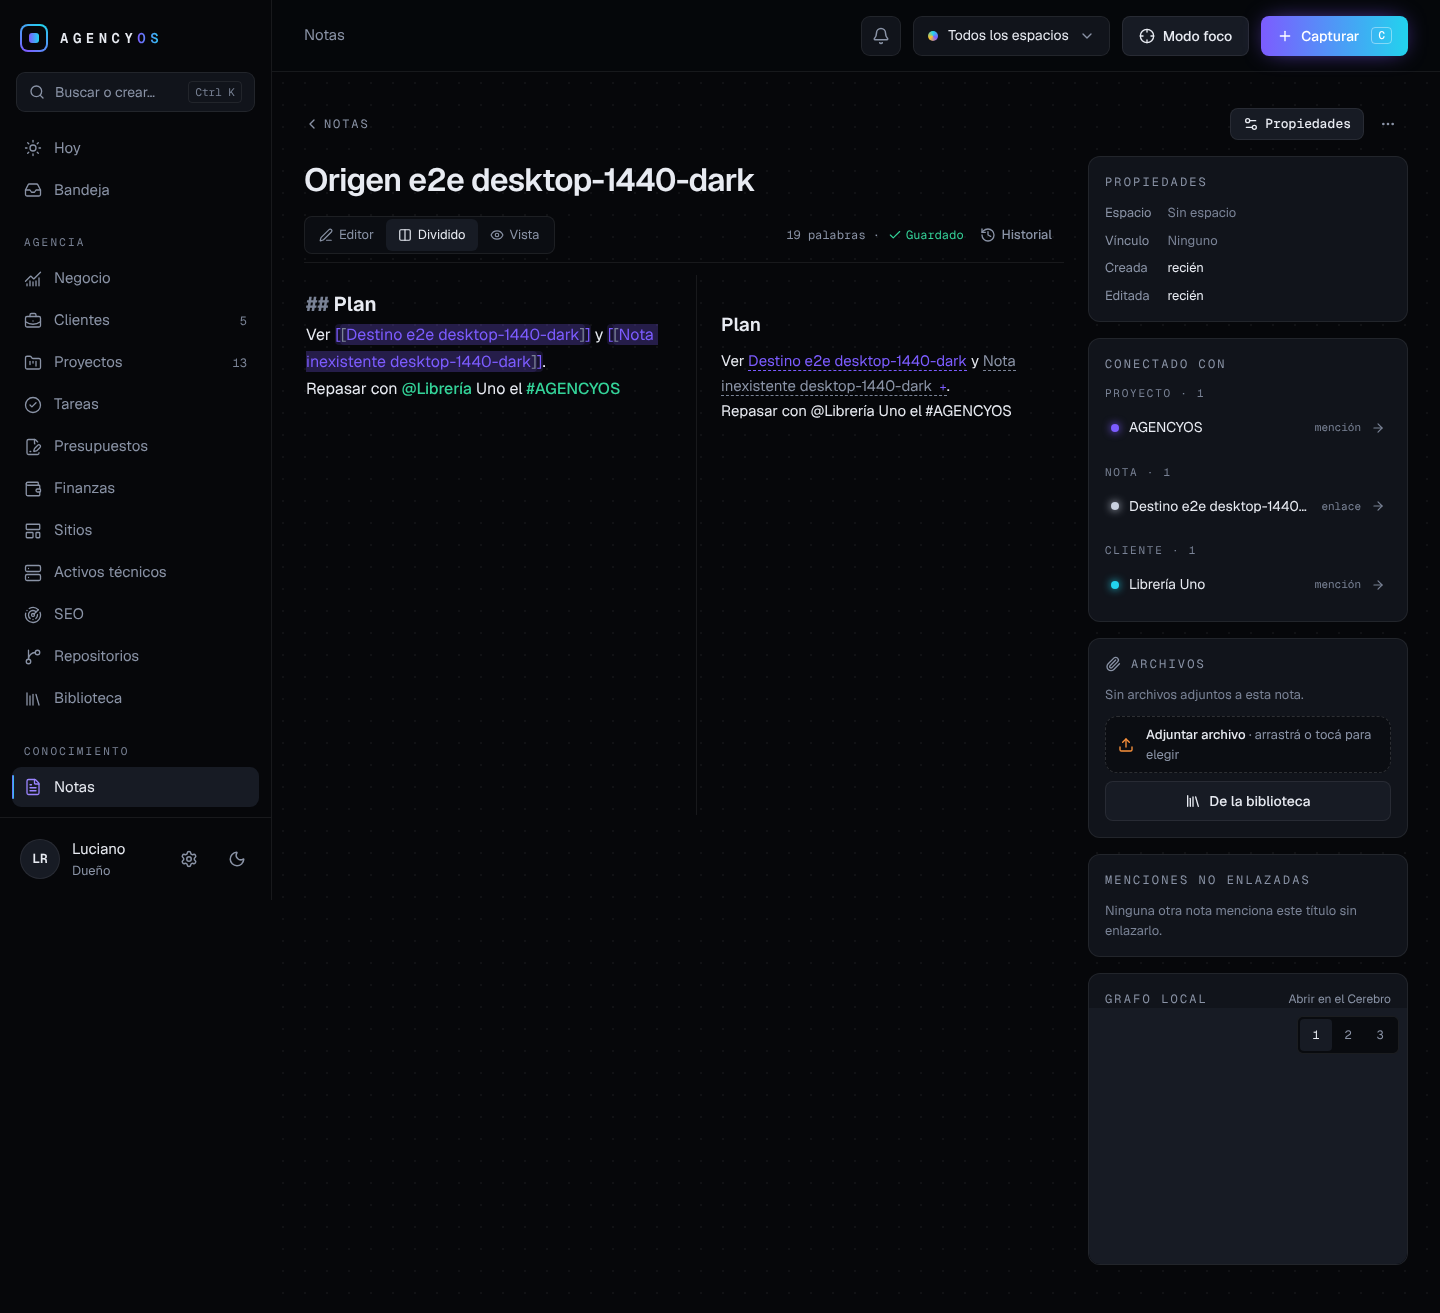 AGENCYOS
Buscar o crear...
Ctrl K
Hoy
Bandeja
AGENCIA
Negocio
Clientes 5
Proyectos 13
Tareas
Presupuestos
Finanzas
Sitios
Activos técnicos
SEO
Repositorios
Biblioteca
CONOCIMIENTO
Notas
LR
Luciano
Dueño
Notas
Todos los espacios
Modo foco
Capturar C
NOTAS
Propiedades
Origen e2e desktop-1440-dark
Editor
Dividido
Vista
19 palabras ·
Guardado
Historial
## Plan
Ver [[Destino e2e desktop-1440-dark]] y [[Nota
inexistente desktop-1440-dark]].
Repasar con @Librería Uno el #AGENCYOS
Plan
Ver Destino e2e desktop-1440-dark y Nota
inexistente desktop-1440-dark +.
Repasar con @Librería Uno el #AGENCYOS
PROPIEDADES
Espacio Sin espacio
Vínculo Ninguno
Creada recién
Editada recién
CONECTADO CON
PROYECTO · 1
AGENCYOS mención
NOTA · 1
Destino e2e desktop-1440... enlace
CLIENTE · 1
Librería Uno mención
ARCHIVOS
Sin archivos adjuntos a esta nota.
Adjuntar archivo · arrastrá o tocá para
elegir
De la biblioteca
MENCIONES NO ENLAZADAS
Ninguna otra nota menciona este título sin
enlazarlo.
GRAFO LOCAL
Abrir en el Cerebro
1 2 3